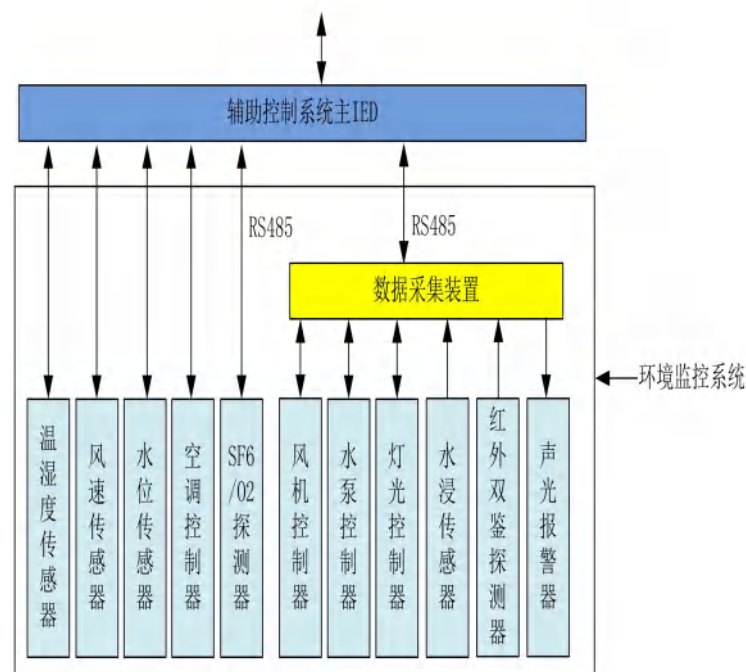 辅助控制系统主IED
RS485
RS485
数据采集装置
环境监控系统
温湿度传感器
风速传感器
水位传感器
空调控制器
SF6/02探测器
风机控制器
水泵控制器
灯光控制器
水浸传感器
红外双鉴探测器
声光报警器